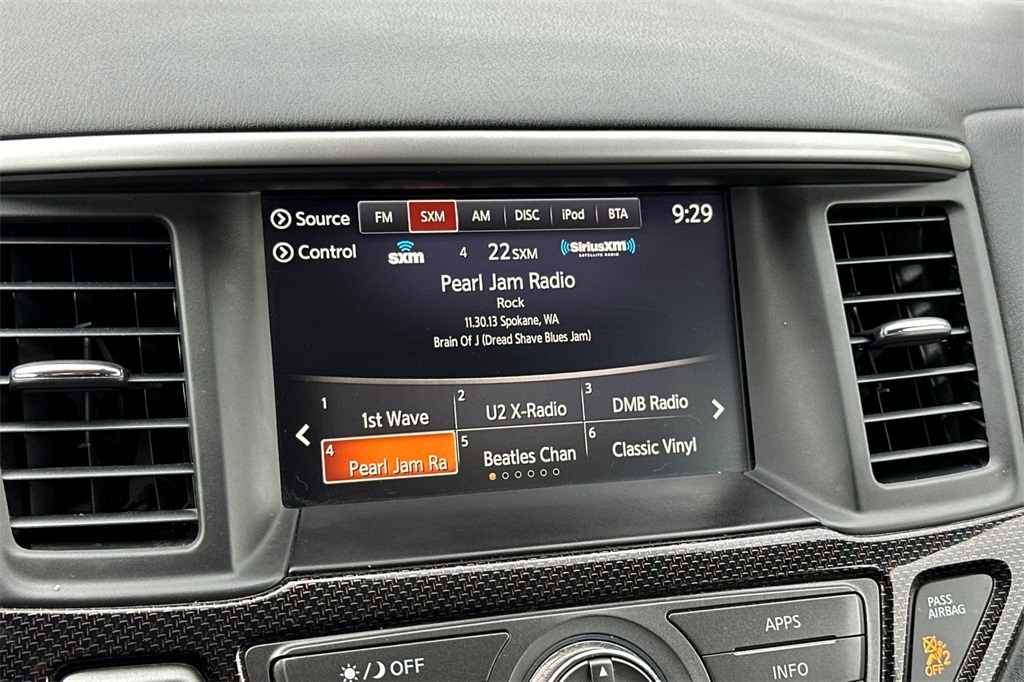 Source FM SXM AM DISC iPod BTA 9:29
Control sxm 4 22SXM ((SiriusXM))
SATELLITE RADIO
Pearl Jam Radio
Rock
11.30.13 Spokane, WA
Brain Of J (Dread Shave Blues Jam)
1 1st Wave 2 U2 X-Radio 3 DMB Radio
4 Pearl Jam Ra 5 Beatles Chan 6 Classic Vinyl
PASS
AIRBAG
OFF 2
APPS
OFF
INFO